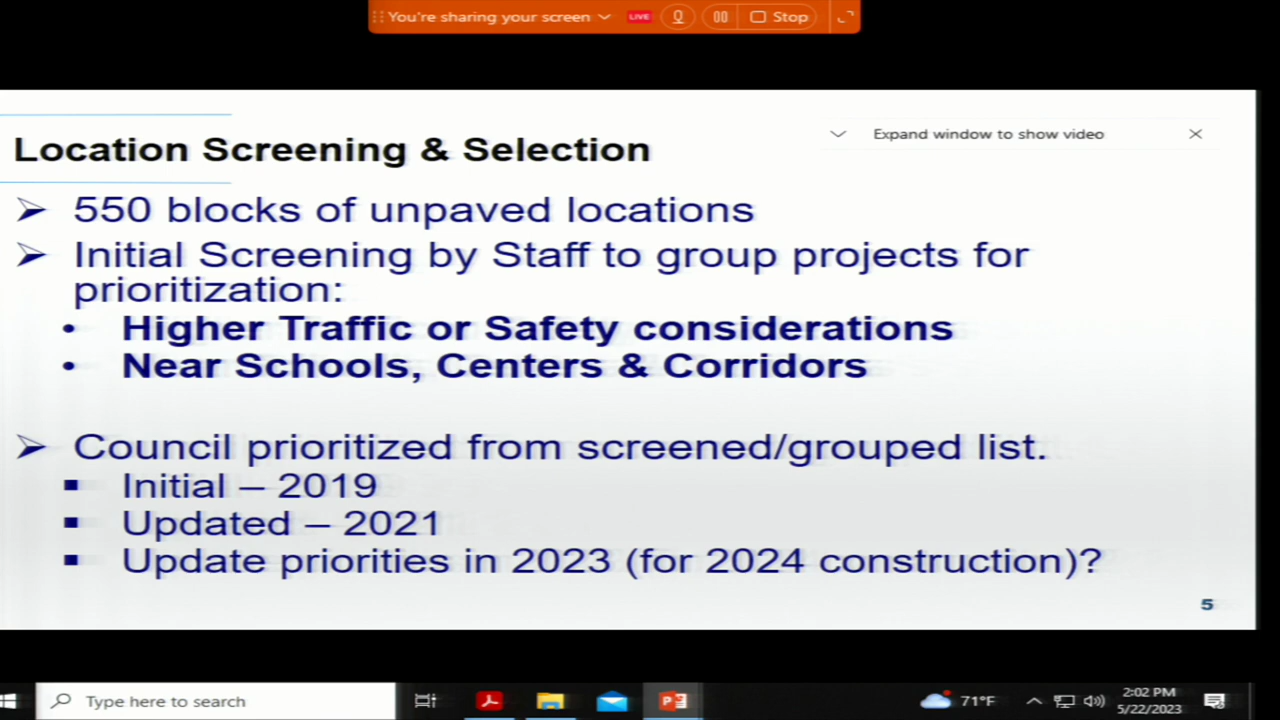 You're sharing your screen
LIVE
Stop
Expand window to show video
Location Screening & Selection
550 blocks of unpaved locations
Initial Screening by Staff to group projects for
prioritization:
Higher Traffic or Safety considerations
Near Schools, Centers & Corridors
Council prioritized from screened/grouped list.
Initial – 2019
Updated – 2021
Update priorities in 2023 (for 2024 construction)?
5
Type here to search
71°F
2:02 PM
5/22/2023